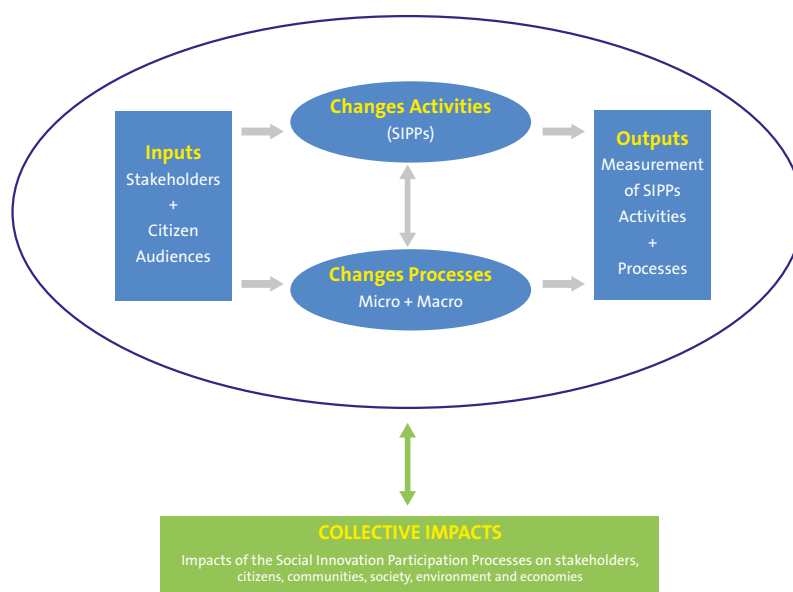 Inputs
Stakeholders
+
Citizen
Audiences
Changes Activities
(SIPPs)
Changes Processes
Micro + Macro
Outputs
Measurement
of SIPPs
Activities
+
Processes
COLLECTIVE IMPACTS
Impacts of the Social Innovation Participation Processes on stakeholders,
citizens, communities, society, environment and economies